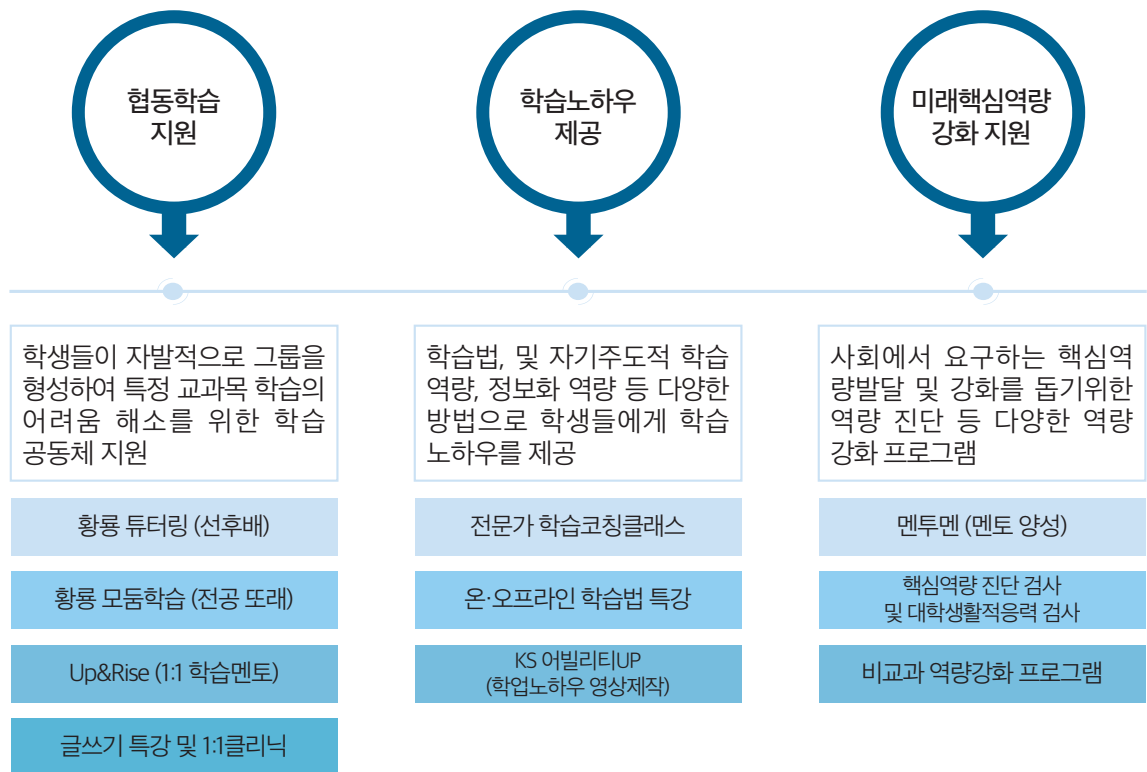 협동학습
지원
학습노하우
제공
미래핵심역량
강화 지원
학생들이 자발적으로 그룹을
형성하여 특정 교과목 학습의
어려움 해소를 위한 학습
공동체 지원
학습법, 및 자기주도적 학습
역량, 정보화 역량 등 다양한
방법으로 학생들에게 학습
노하우를 제공
사회에서 요구하는 핵심역
량발달 및 강화를 돕기위한
역량 진단 등 다양한 역량
강화 프로그램
황룡 튜터링 (선후배)
황룡 모둠학습 (전공 또래)
Up&Rise (1:1 학습멘토)
글쓰기 특강 및 1:1클리닉
전문가 학습코칭클래스
온·오프라인 학습법 특강
KS 어빌리티UP
(학업노하우 영상제작)
멘투멘 (멘토 양성)
핵심역량 진단 검사
및 대학생활적응력 검사
비교과 역량강화 프로그램